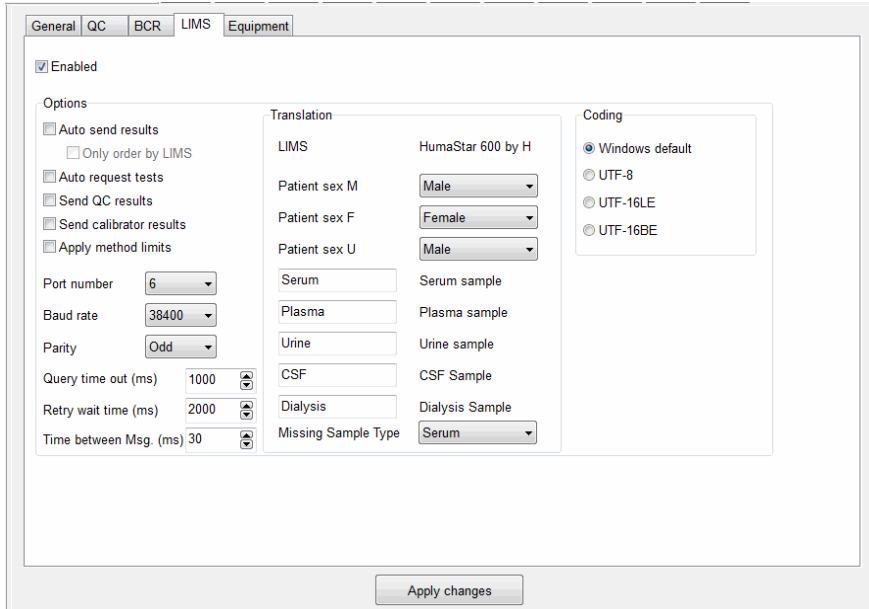 General QC BCR LIMS Equipment
Enabled
Options
Auto send results
Only order by LIMS
Auto request tests
Send QC results
Send calibrator results
Apply method limits
Port number 6
Baud rate 38400
Parity Odd
Query time out (ms) 1000
Retry wait time (ms) 2000
Time between Msg. (ms) 30
Translation
LIMS HumaStar 600 by H
Patient sex M Male
Patient sex F Female
Patient sex U Male
Serum Serum sample
Plasma Plasma sample
Urine Urine sample
CSF CSF Sample
Dialysis Dialysis Sample
Missing Sample Type Serum
Coding
Windows default
UTF-8
UTF-16LE
UTF-16BE
Apply changes